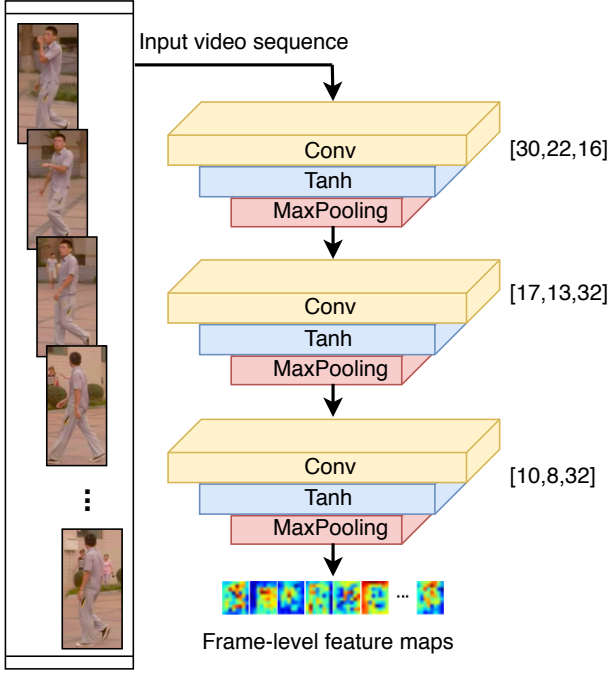 Input video sequence
Conv
[30,22,16]
Tanh
MaxPooling
Conv
[17,13,32]
Tanh
MaxPooling
Conv
[10,8,32]
Tanh
MaxPooling
...
...
Frame-level feature maps